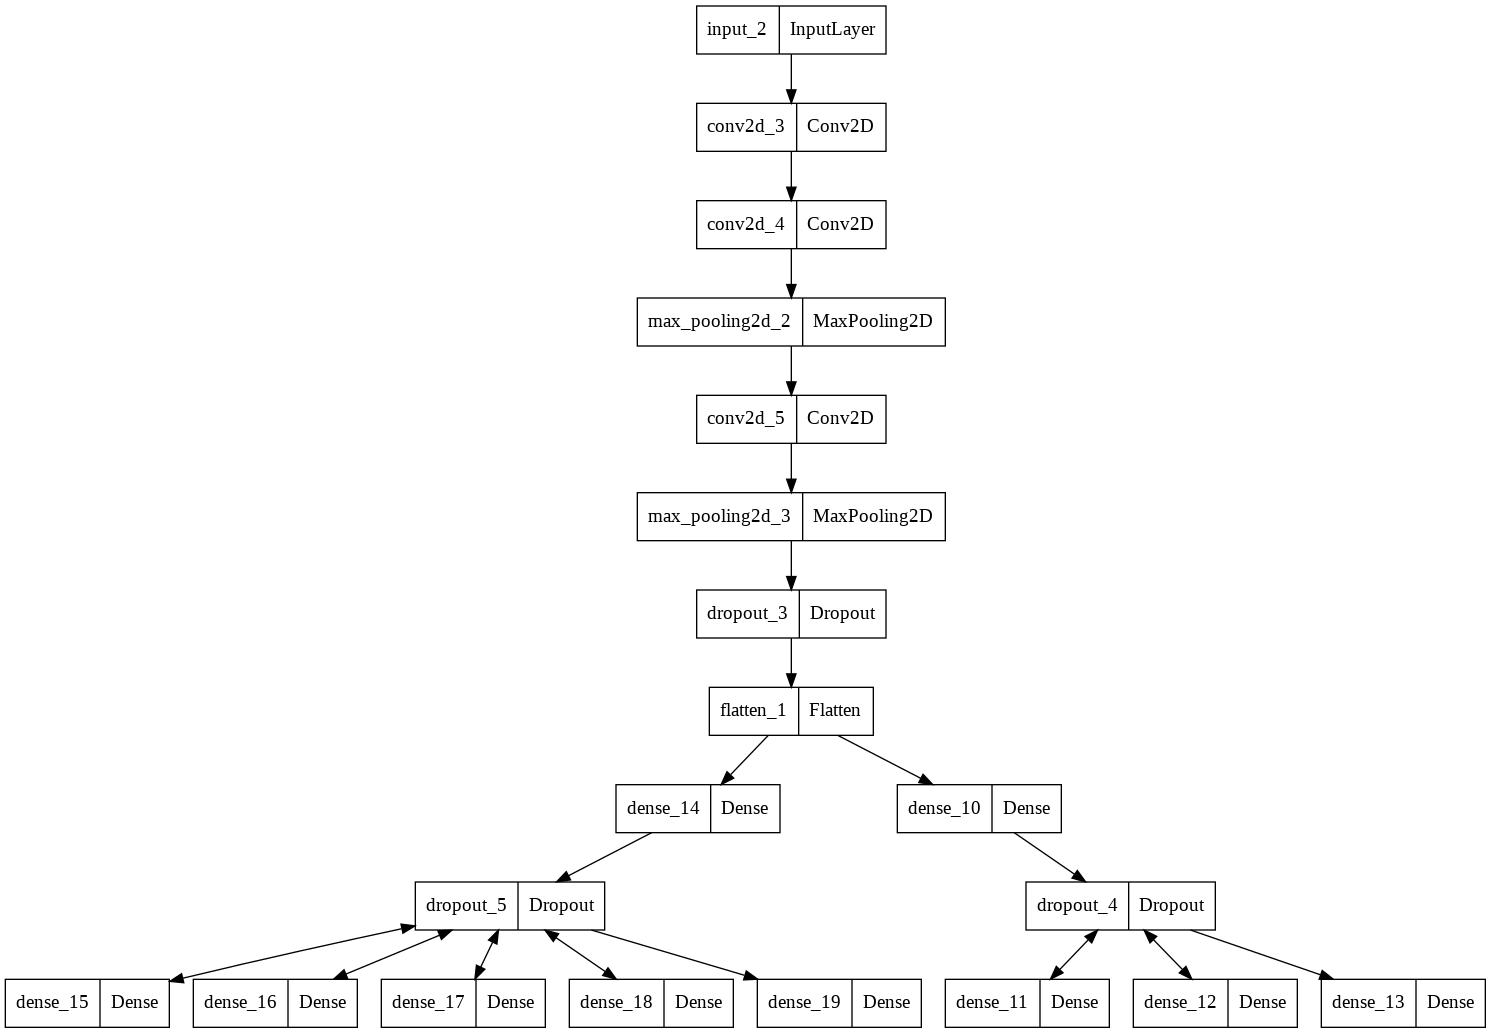 input_2 InputLayer
conv2d_3 Conv2D
conv2d_4 Conv2D
max_pooling2d_2 MaxPooling2D
conv2d_5 Conv2D
max_pooling2d_3 MaxPooling2D
dropout_3 Dropout
flatten_1 Flatten
dense_14 Dense
dense_10 Dense
dropout_5 Dropout
dropout_4 Dropout
dense_15 Dense
dense_16 Dense
dense_17 Dense
dense_18 Dense
dense_19 Dense
dense_11 Dense
dense_12 Dense
dense_13 Dense